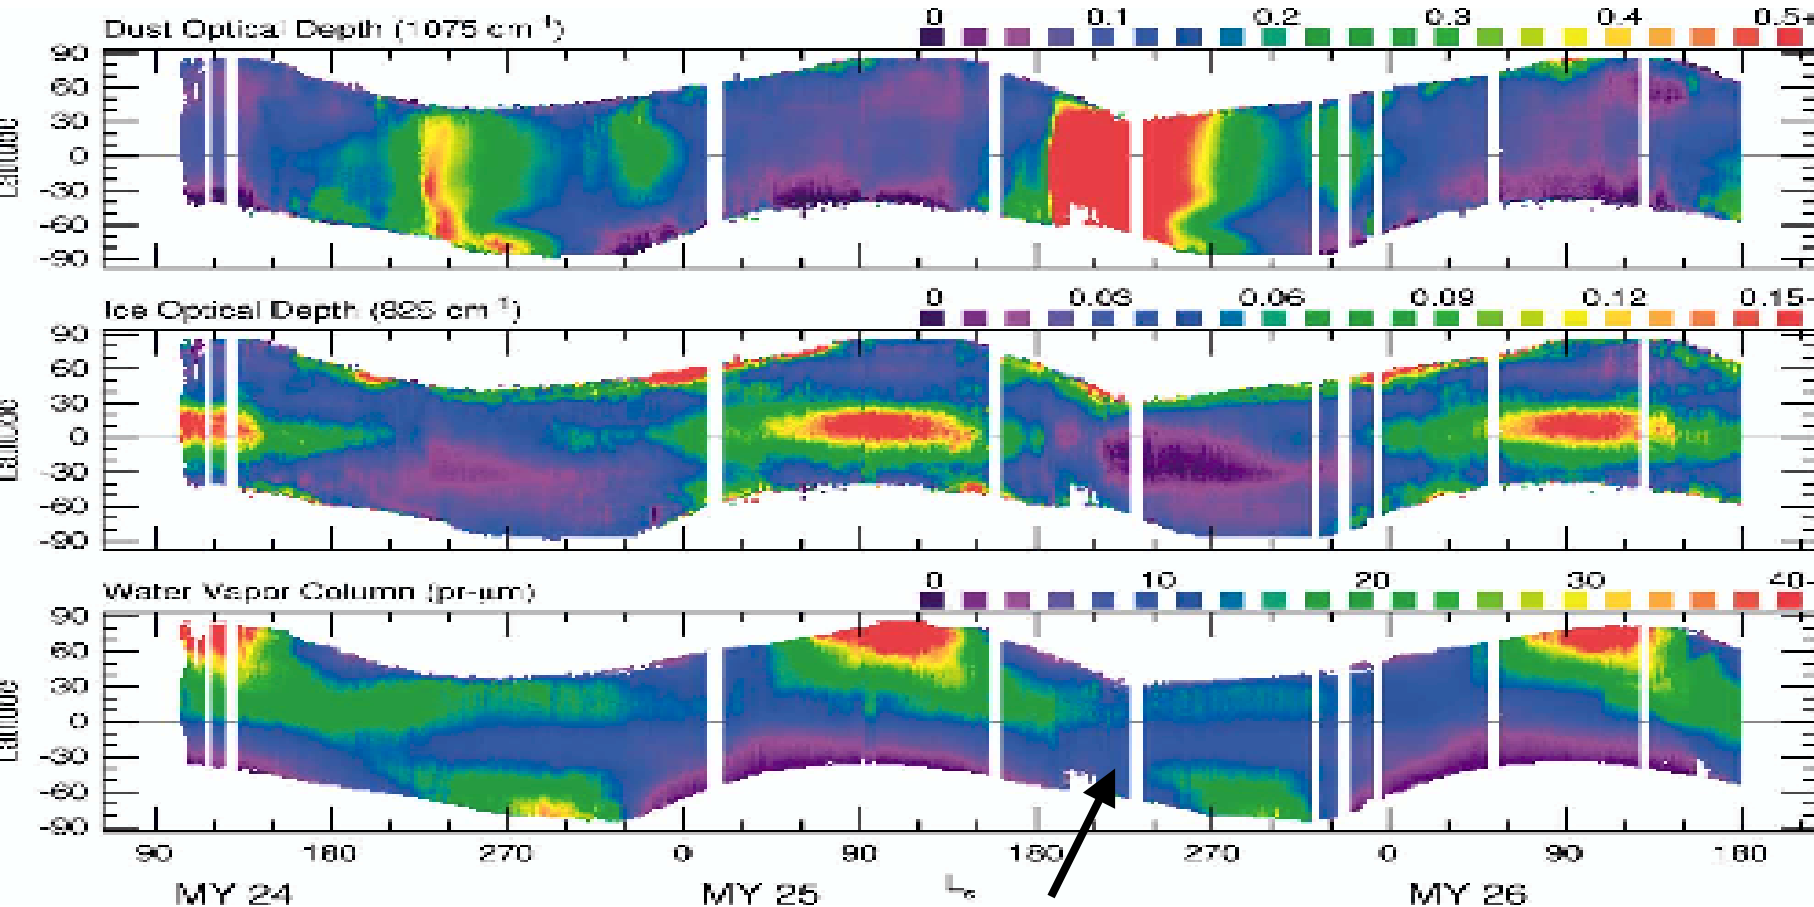 Dust Optical Depth (1075 cm⁻¹)
0 0.1 0.2 0.3 0.4 0.5+
90
60
30
0
-30
-60
-90
Latitude
Ice Optical Depth (825 cm⁻¹)
0 0.03 0.06 0.09 0.12 0.15+
90
60
30
0
-30
-60
-90
Latitude
Water Vapor Column (pr-μm)
0 10 20 30 40+
90
60
30
0
-30
-60
-90
Latitude
90 180 270 0 90 180 270 0 90 180
MY 24 MY 25 Ls MY 26